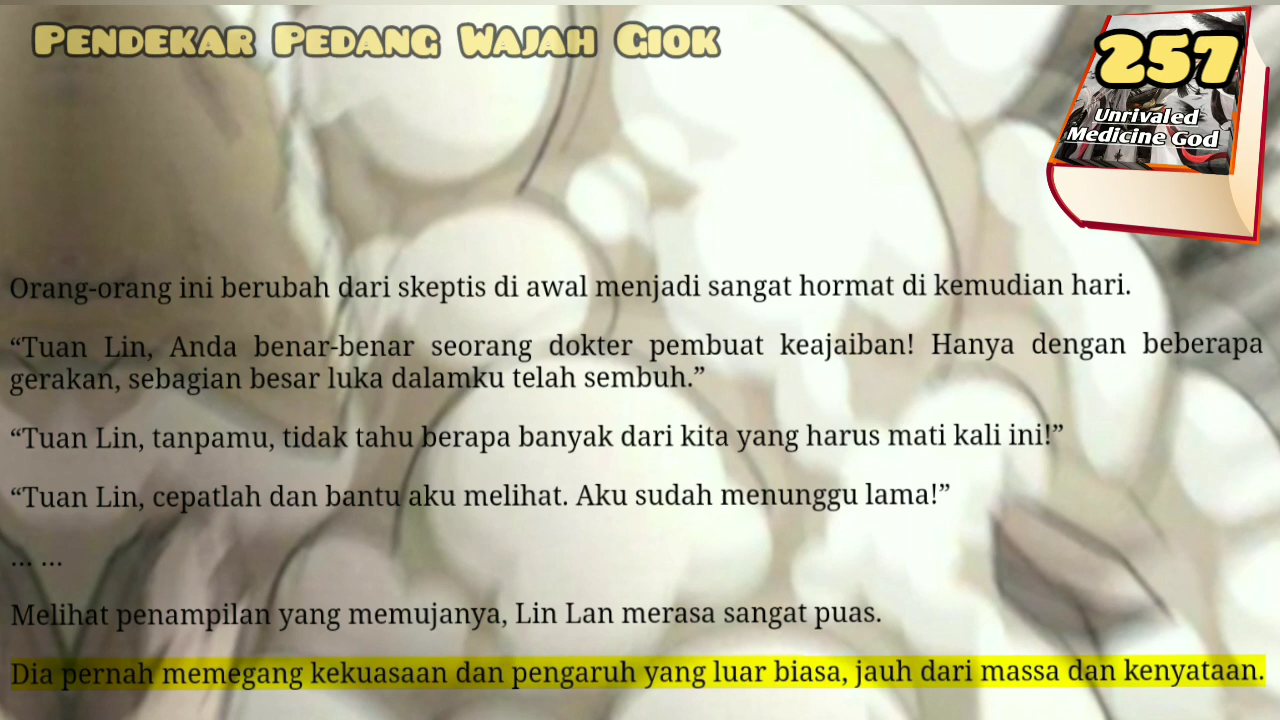 Pendekar Pedang Wajah Giok
257
Unrivaled
Medicine God
Orang-orang ini berubah dari skeptis di awal menjadi sangat hormat di kemudian hari.
“Tuan Lin, Anda benar-benar seorang dokter pembuat keajaiban! Hanya dengan beberapa
gerakan, sebagian besar luka dalamku telah sembuh.”
“Tuan Lin, tanpamu, tidak tahu berapa banyak dari kita yang harus mati kali ini!”
“Tuan Lin, cepatlah dan bantu aku melihat. Aku sudah menunggu lama!”
... ...
Melihat penampilan yang memujanya, Lin Lan merasa sangat puas.
Dia pernah memegang kekuasaan dan pengaruh yang luar biasa, jauh dari massa dan kenyataan.